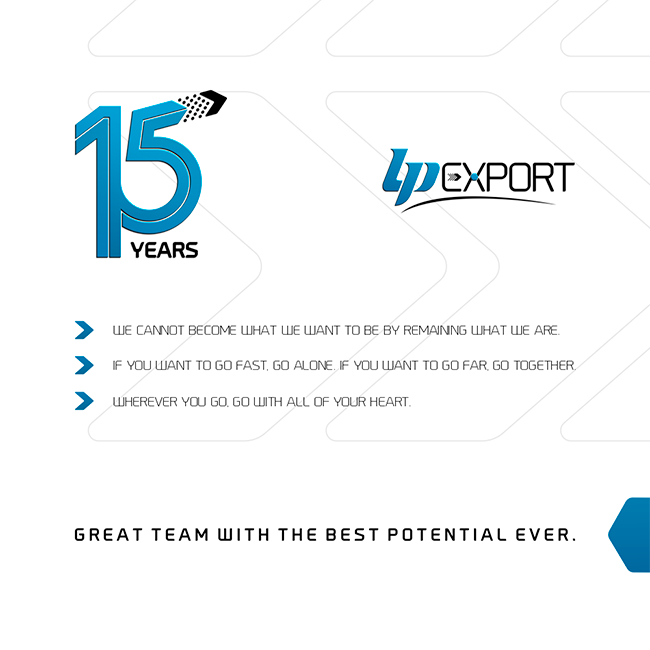 15
YEARS
LP EXPORT
WE CANNOT BECOME WHAT WE WANT TO BE BY REMAINING WHAT WE ARE.
IF YOU WANT TO GO FAST, GO ALONE. IF YOU WANT TO GO FAR, GO TOGETHER.
WHEREVER YOU GO, GO WITH ALL OF YOUR HEART.
GREAT TEAM WITH THE BEST POTENTIAL EVER.